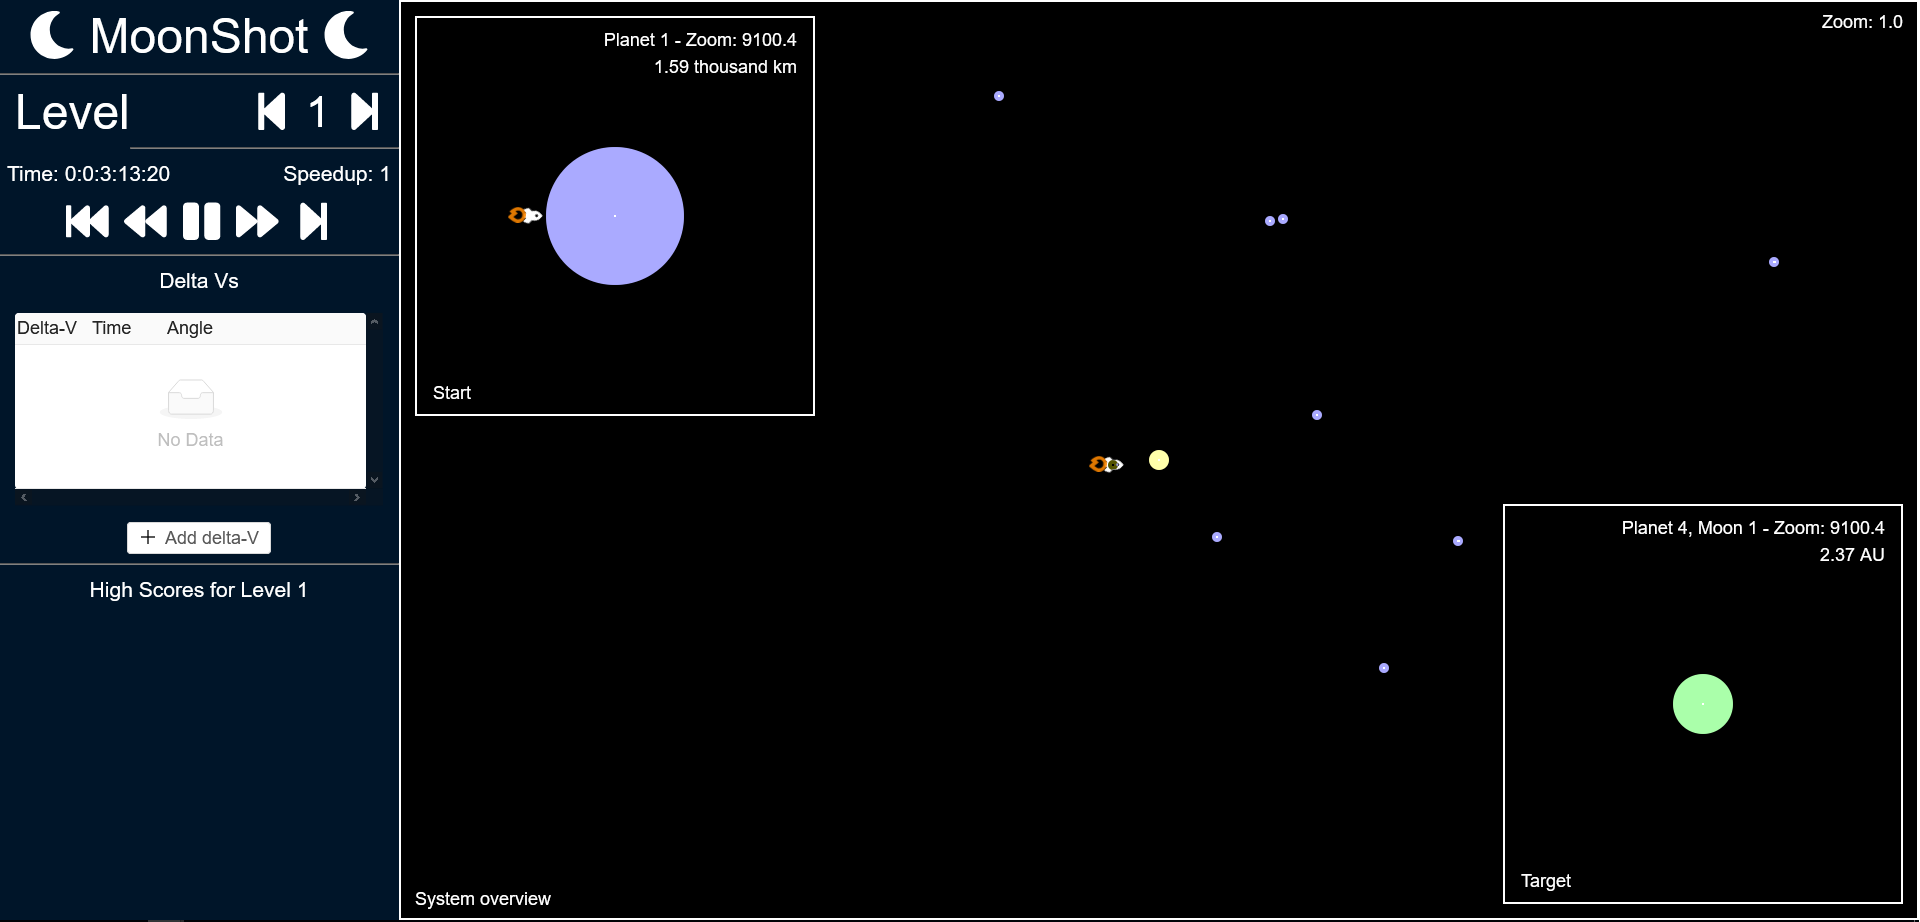 MoonShot
Level 1
Time: 0:0:3:13:20 Speedup: 1
Delta Vs
Delta-V Time Angle
No Data
+ Add delta-V
High Scores for Level 1
Planet 1 - Zoom: 9100.4
1.59 thousand km
Start
Zoom: 1.0
Planet 4, Moon 1 - Zoom: 9100.4
2.37 AU
Target
System overview